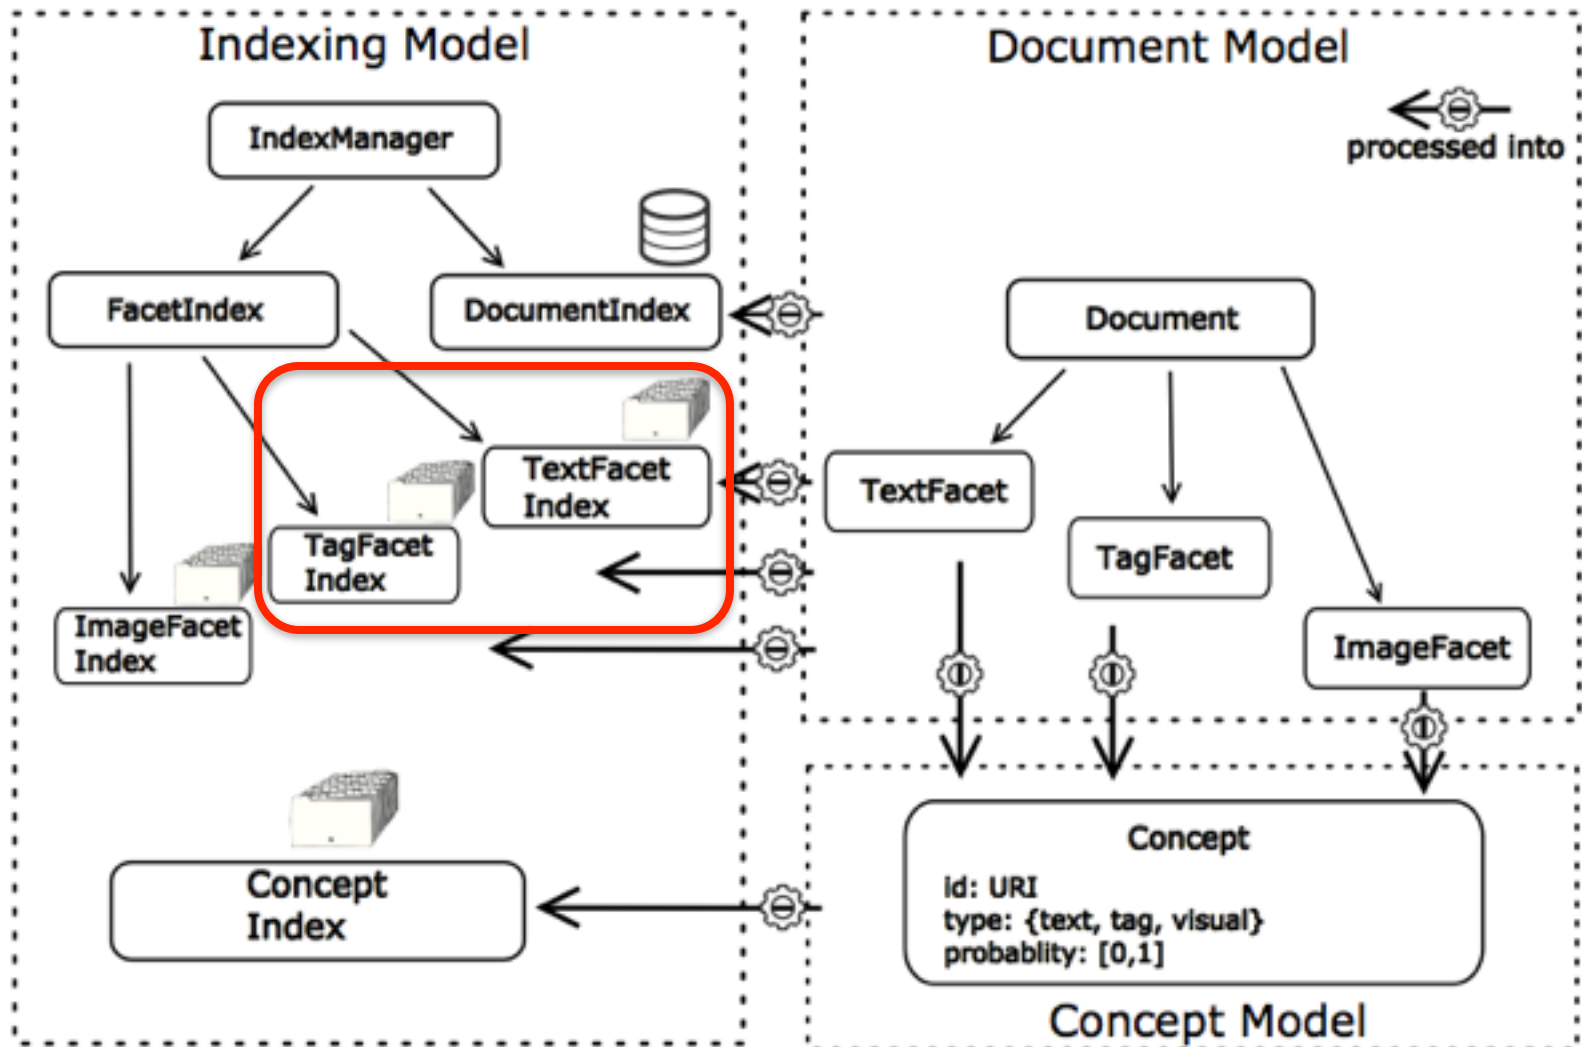 Indexing Model
IndexManager
FacetIndex
DocumentIndex
TextFacet
Index
TagFacet
Index
ImageFacet
Index
Concept
Index
Document Model
processed into
Document
TextFacet
TagFacet
ImageFacet
Concept
id: URI
type: {text, tag, visual}
probablity: [0,1]
Concept Model